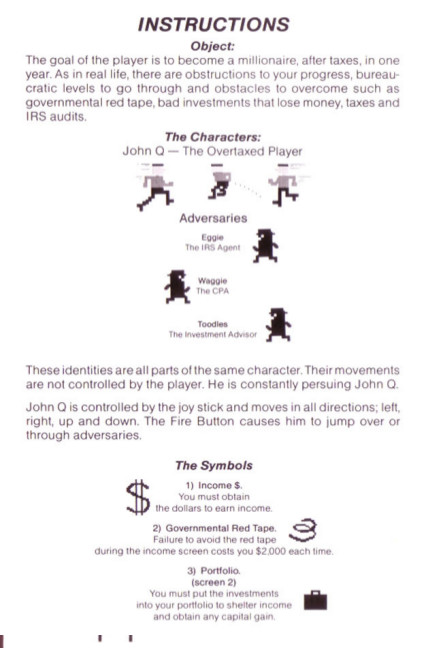 INSTRUCTIONS
Object:
The goal of the player is to become a millionaire, after taxes, in one
year. As in real life, there are obstructions to your progress, bureau-
cratic levels to go through and obstacles to overcome such as
governmental red tape, bad investments that lose money, taxes and
IRS audits.
The Characters:
John Q — The Overtaxed Player
Adversaries
Eggie
The IRS Agent
Waggie
The CPA
Toodles
The Investment Advisor
These identities are all parts of the same character. Their movements
are not controlled by the player. He is constantly persuing John Q.
John Q is controlled by the joy stick and moves in all directions; left,
right, up and down. The Fire Button causes him to jump over or
through adversaries.
The Symbols
$
1) Income $.
You must obtain
the dollars to earn income.
2) Governmental Red Tape.
Failure to avoid the red tape
during the income screen costs you $2,000 each time.
3) Portfolio.
(screen 2)
You must put the investments
into your portfolio to shelter income
and obtain any capital gain.